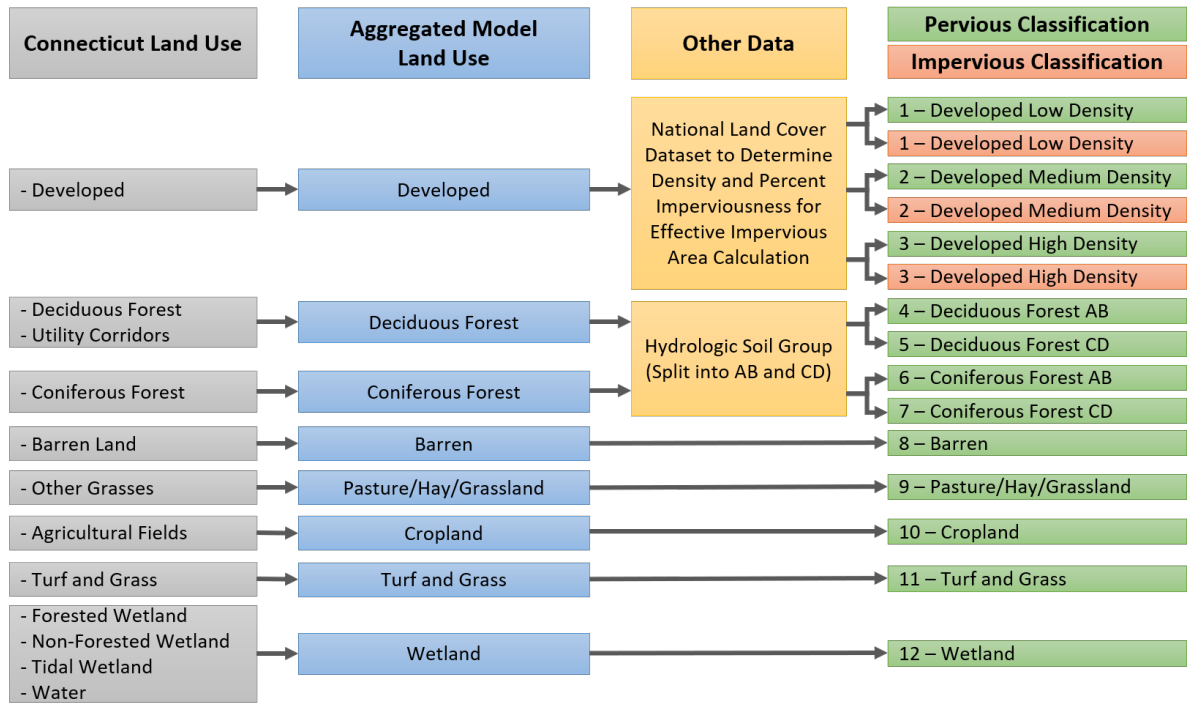 Connecticut Land Use
Aggregated Model
Land Use
Other Data
Pervious Classification
Impervious Classification
- Developed
Developed
National Land Cover
Dataset to Determine
Density and Percent
Imperviousness for
Effective Impervious
Area Calculation
1 – Developed Low Density
1 – Developed Low Density
2 – Developed Medium Density
2 – Developed Medium Density
3 – Developed High Density
3 – Developed High Density
- Deciduous Forest
- Utility Corridors
Deciduous Forest
Hydrologic Soil Group
(Split into AB and CD)
4 – Deciduous Forest AB
5 – Deciduous Forest CD
- Coniferous Forest
Coniferous Forest
6 – Coniferous Forest AB
7 – Coniferous Forest CD
- Barren Land
Barren
8 – Barren
- Other Grasses
Pasture/Hay/Grassland
9 – Pasture/Hay/Grassland
- Agricultural Fields
Cropland
10 – Cropland
- Turf and Grass
Turf and Grass
11 – Turf and Grass
- Forested Wetland
- Non-Forested Wetland
- Tidal Wetland
- Water
Wetland
12 – Wetland